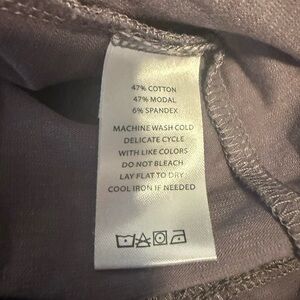 47% COTTON
47% MODAL
6% SPANDEX
MACHINE WASH COLD
DELICATE CYCLE
WITH LIKE COLORS
DO NOT BLEACH
LAY FLAT TO DRY
COOL IRON IF NEEDED